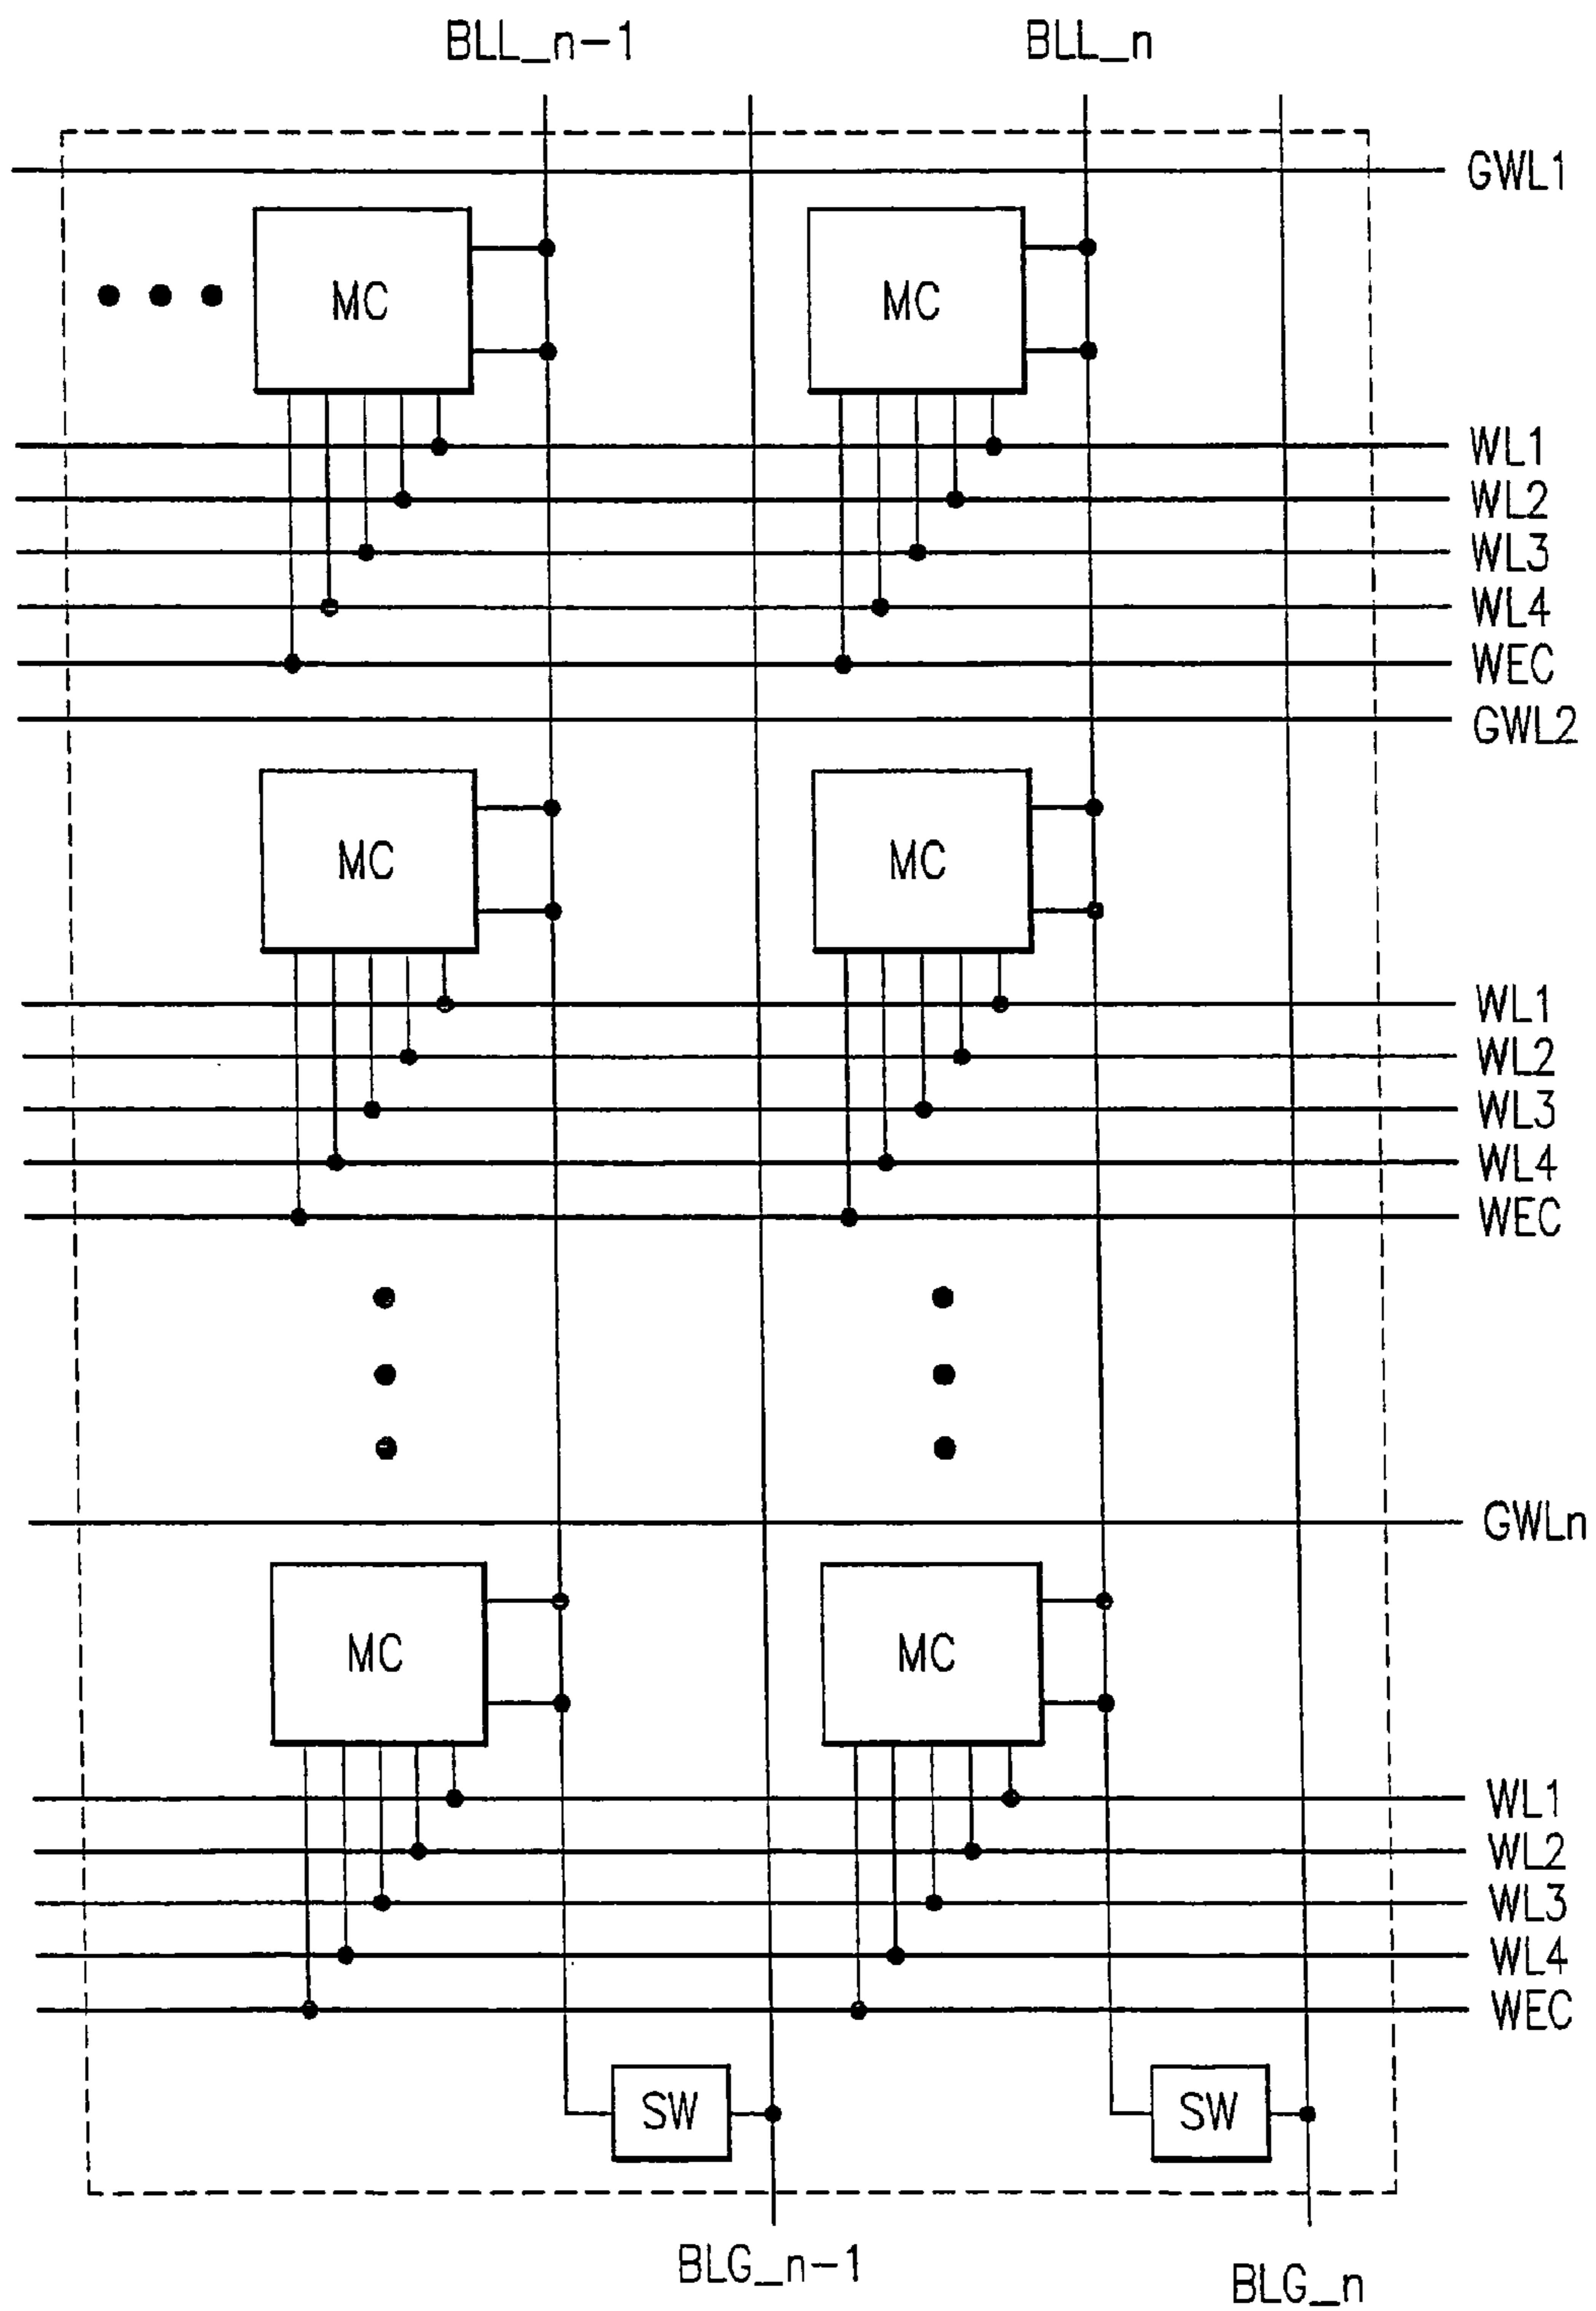 BLL_n-1 BLL_n
GWL1
MC MC
WL1
WL2
WL3
WL4
WEC
GWL2
MC MC
WL1
WL2
WL3
WL4
WEC
GWLn
MC MC
WL1
WL2
WL3
WL4
WEC
SW SW
BLG_n-1 BLG_n